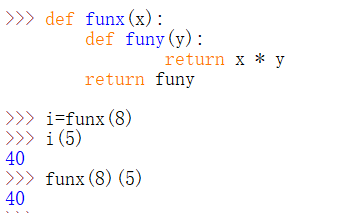 >>> def funx(x):
        def funy(y):
                return x * y
        return funy

>>> i=funx(8)
>>> i(5)
40
>>> funx(8)(5)
40